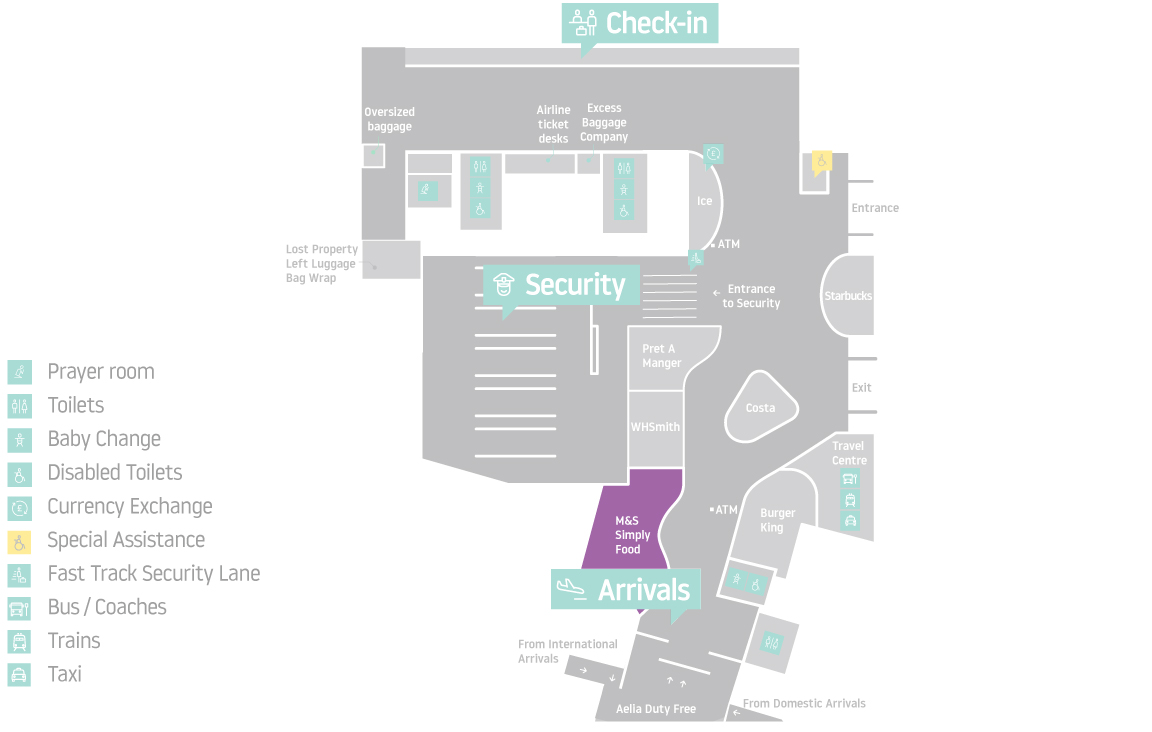 Check-in
Oversized
baggage
Airline
ticket
desks
Excess
Baggage
Company
Ice
ATM
Entrance
Lost Property
Left Luggage
Bag Wrap
Security
Entrance
to Security
Starbucks
Pret A
Manger
Exit
Costa
WHSmith
Travel
Centre
Prayer room
Toilets
Baby Change
Disabled Toilets
Currency Exchange
Special Assistance
Fast Track Security Lane
Bus / Coaches
Trains
Taxi
M&S
Simply
Food
ATM
Burger
King
Arrivals
From International
Arrivals
Aelia Duty Free
From Domestic Arrivals